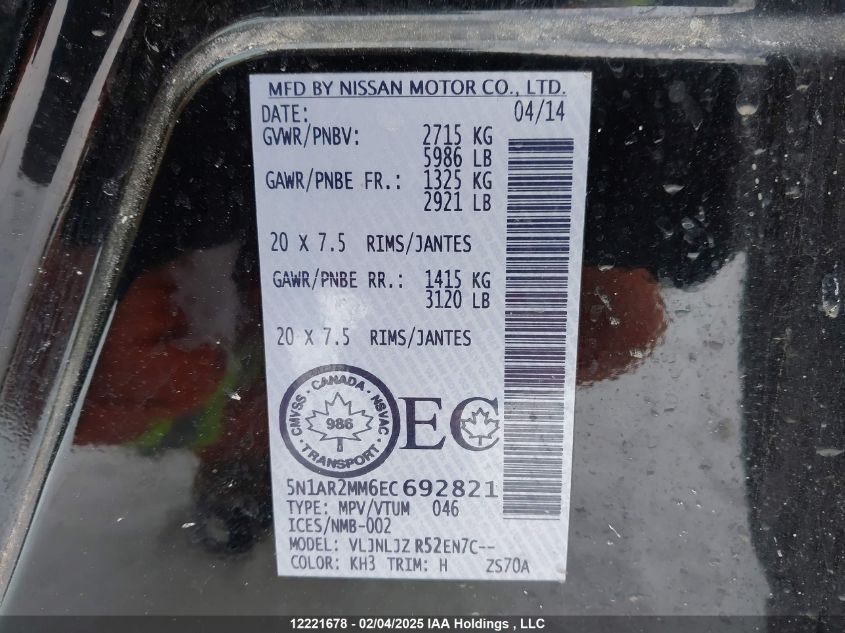 MFD BY NISSAN MOTOR CO., LTD.
DATE: 04/14
GVWR/PNBV: 2715 KG
5986 LB
GAWR/PNBE FR.: 1325 KG
2921 LB
20 X 7.5 RIMS/JANTES
GAWR/PNBE RR.: 1415 KG
3120 LB
20 X 7.5 RIMS/JANTES
CANADA
CMVSS · NSVAC
986
TRANSPORT
EC
5N1AR2MM6EC692821
TYPE: MPV/VTUM 046
ICES/NMB-002
MODEL: VLJNLJZ R52EN7C--
COLOR: KH3 TRIM: H ZS70A
12221678 - 02/04/2025 IAA Holdings, LLC